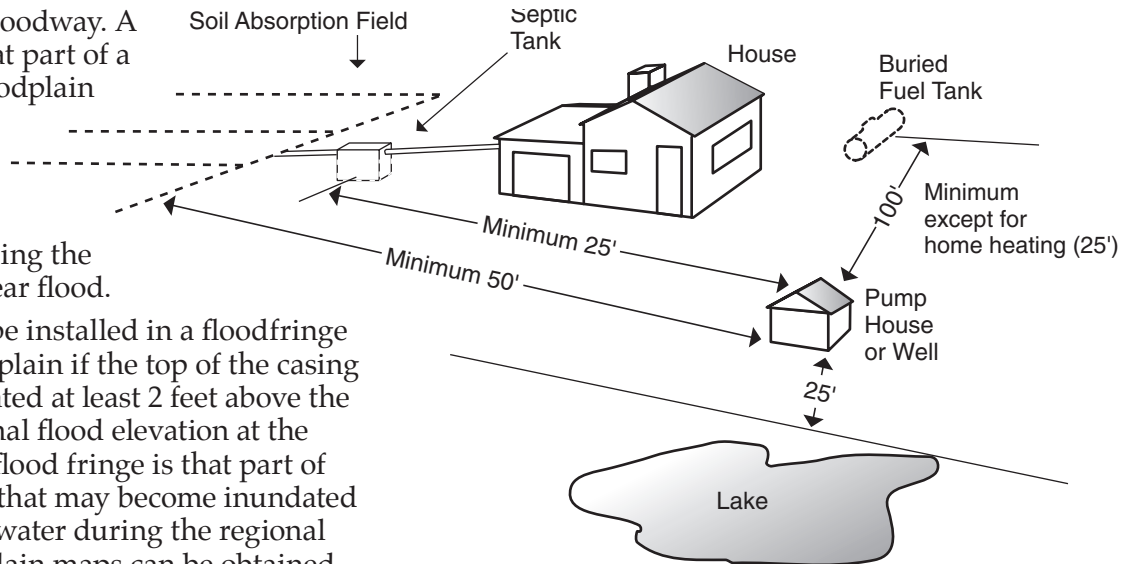 oodway. A
at part of a
odplain
ing the
ear flood.
be installed in a floodfringe
plain if the top of the casing
ted at least 2 feet above the
nal flood elevation at the
flood fringe is that part of
that may become inundated
water during the regional
lain maps can be obtained
Soil Absorption Field
Septic
Tank
House
Buried
Fuel Tank
100'
Minimum
except for
home heating (25')
Minimum 25'
Minimum 50'
Pump
House
or Well
25'
Lake